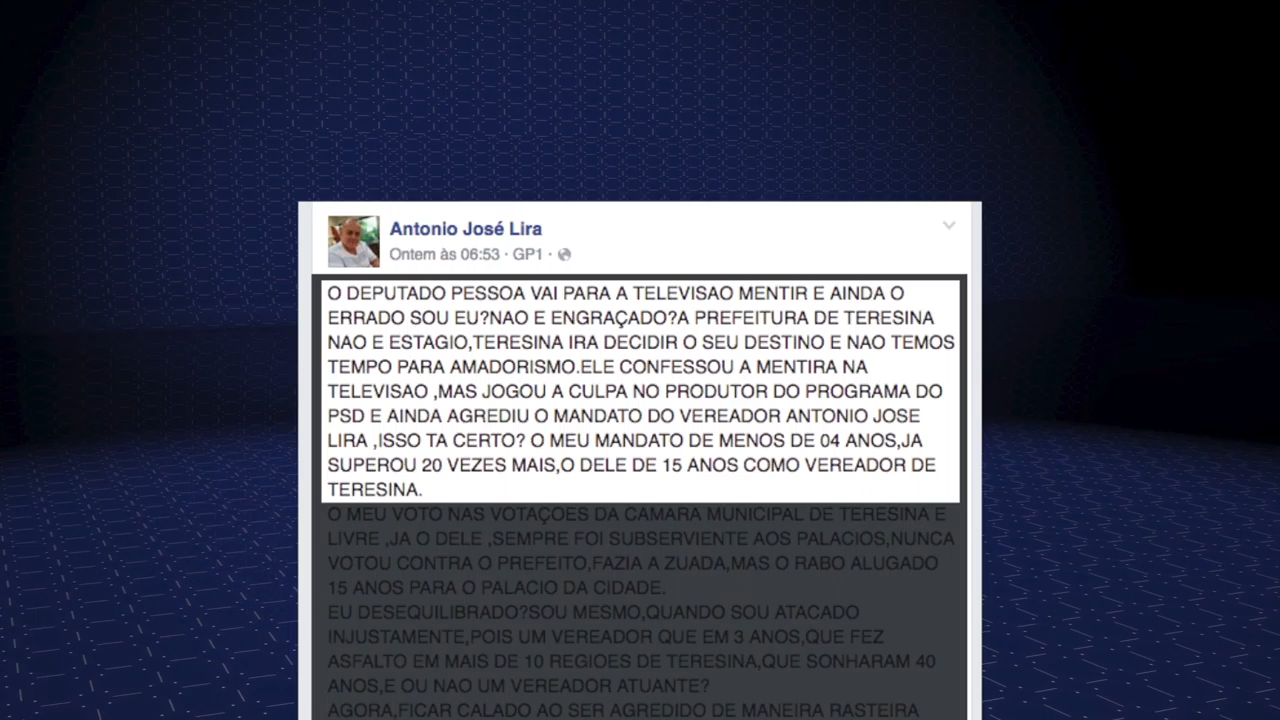 Antonio José Lira
Ontem às 06:53 · GP1 ·
O DEPUTADO PESSOA VAI PARA A TELEVISAO MENTIR E AINDA O
ERRADO SOU EU?NAO E ENGRAÇADO?A PREFEITURA DE TERESINA
NAO E ESTAGIO,TERESINA IRA DECIDIR O SEU DESTINO E NAO TEMOS
TEMPO PARA AMADORISMO.ELE CONFESSOU A MENTIRA NA
TELEVISAO ,MAS JOGOU A CULPA NO PRODUTOR DO PROGRAMA DO
PSD E AINDA AGREDIU O MANDATO DO VEREADOR ANTONIO JOSE
LIRA ,ISSO TA CERTO? O MEU MANDATO DE MENOS DE 04 ANOS,JA
SUPEROU 20 VEZES MAIS,O DELE DE 15 ANOS COMO VEREADOR DE
TERESINA.
O MEU VOTO NAS VOTAÇOES DA CAMARA MUNICIPAL DE TERESINA E
LIVRE ,JA O DELE ,SEMPRE FOI SUBSERVIENTE AOS PALACIOS,NUNCA
VOTOU CONTRA O PREFEITO,FAZIA A ZUADA,MAS O RABO ALUGADO
15 ANOS PARA O PALACIO DA CIDADE.
EU DESEQUILIBRADO?SOU MESMO,QUANDO SOU ATACADO
INJUSTAMENTE,POIS UM VEREADOR QUE EM 3 ANOS,QUE FEZ
ASFALTO EM MAIS DE 10 REGIOES DE TERESINA,QUE SONHARAM 40
ANOS,E OU NAO UM VEREADOR ATUANTE?
AGORA,FICAR CALADO AO SER AGREDIDO DE MANEIRA RASTEIRA